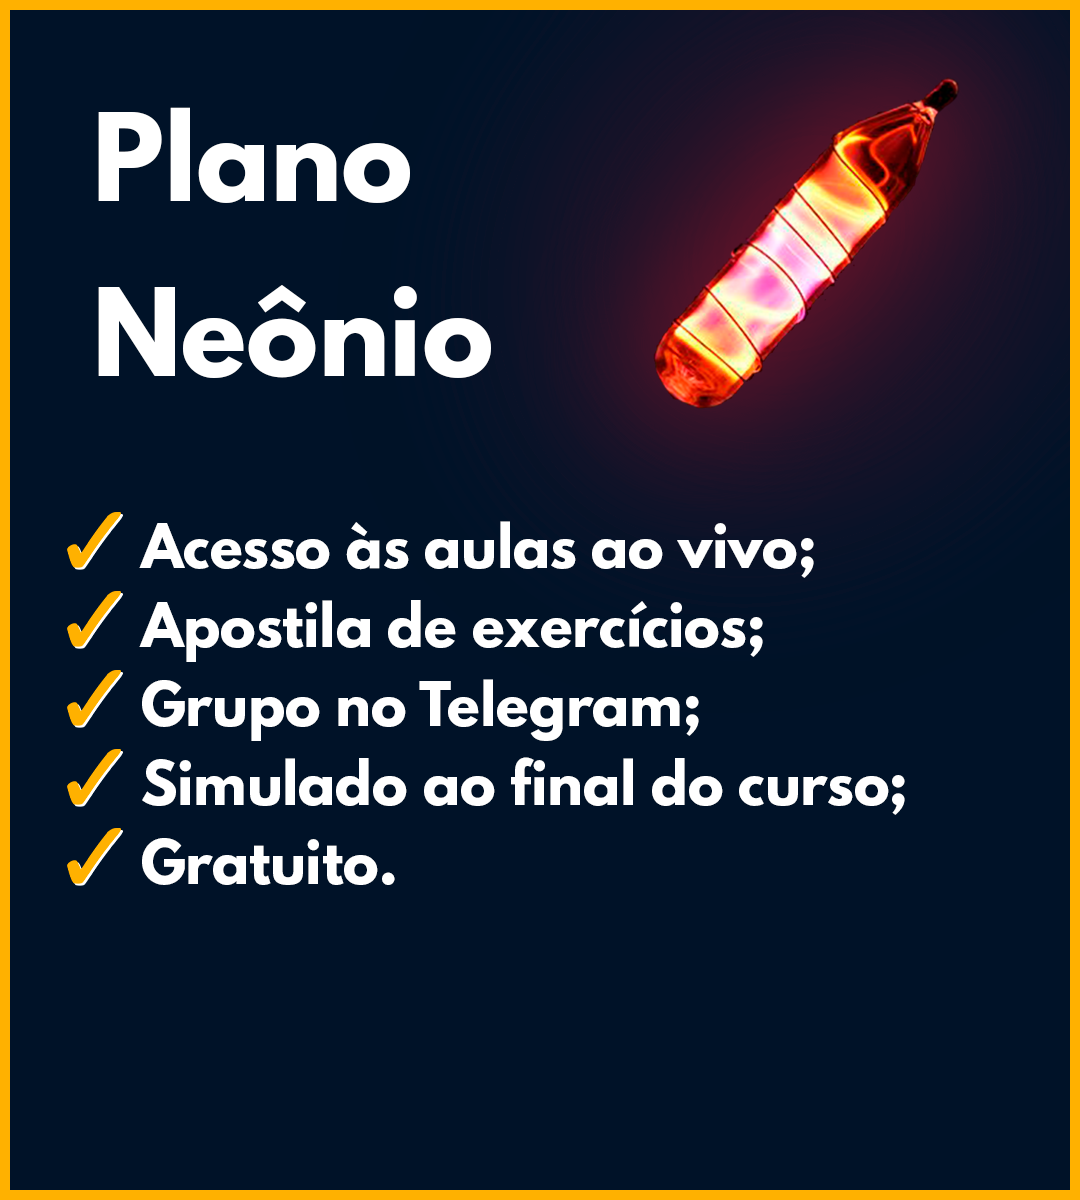 Plano
Neônio
Acesso às aulas ao vivo;
Apostila de exercícios;
Grupo no Telegram;
Simulado ao final do curso;
Gratuito.